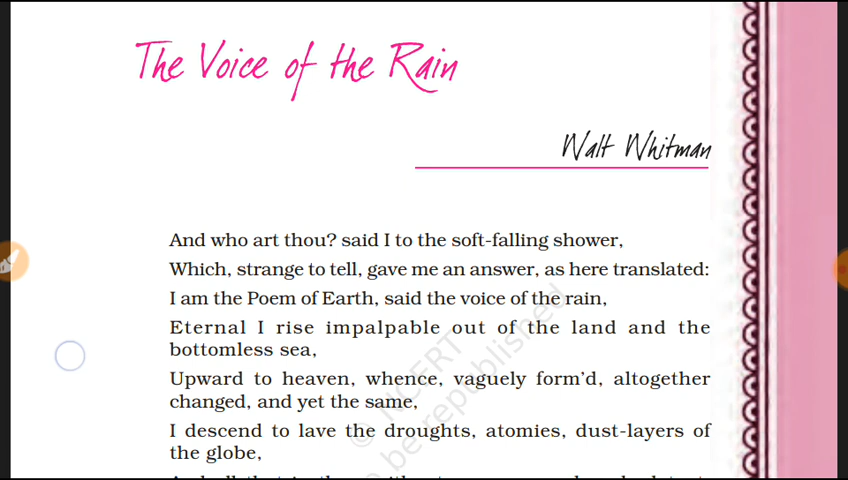 The Voice of the Rain
Walt Whitman
And who art thou? said I to the soft-falling shower,
Which, strange to tell, gave me an answer, as here translated:
I am the Poem of Earth, said the voice of the rain,
Eternal I rise impalpable out of the land and the
bottomless sea,
Upward to heaven, whence, vaguely form'd, altogether
changed, and yet the same,
I descend to lave the droughts, atomies, dust-layers of
the globe,
© NCERT
be republished